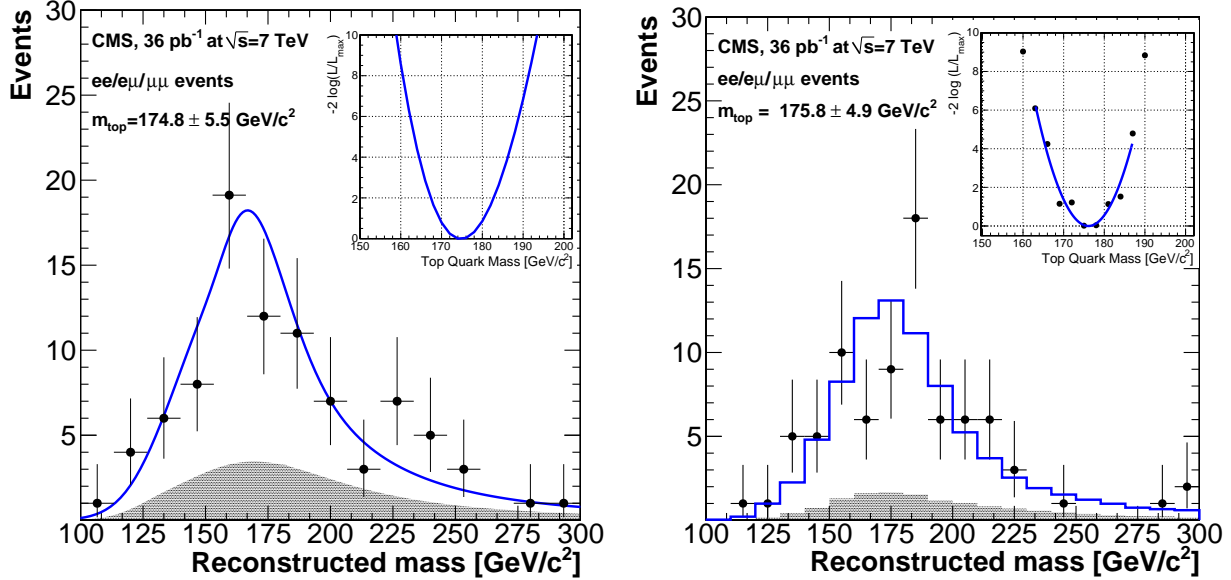 30
25
20
15
10
5
Events
CMS, 36 pb⁻¹ at √s=7 TeV
ee/eμ/μμ events
m_top=174.8 ± 5.5 GeV/c²
-2 log(L/L_max)
10
8
6
4
2
0
150 160 170 180 190 200
Top Quark Mass [GeV/c²]
100 125 150 175 200 225 250 275 300
Reconstructed mass [GeV/c²]
30
25
20
15
10
5
Events
CMS, 36 pb⁻¹ at √s=7 TeV
ee/eμ/μμ events
m_top = 175.8 ± 4.9 GeV/c²
-2 log (L/L_max)
10
8
6
4
2
0
150 160 170 180 190 200
Top Quark Mass [GeV/c²]
100 125 150 175 200 225 250 275 300
Reconstructed mass [GeV/c²]